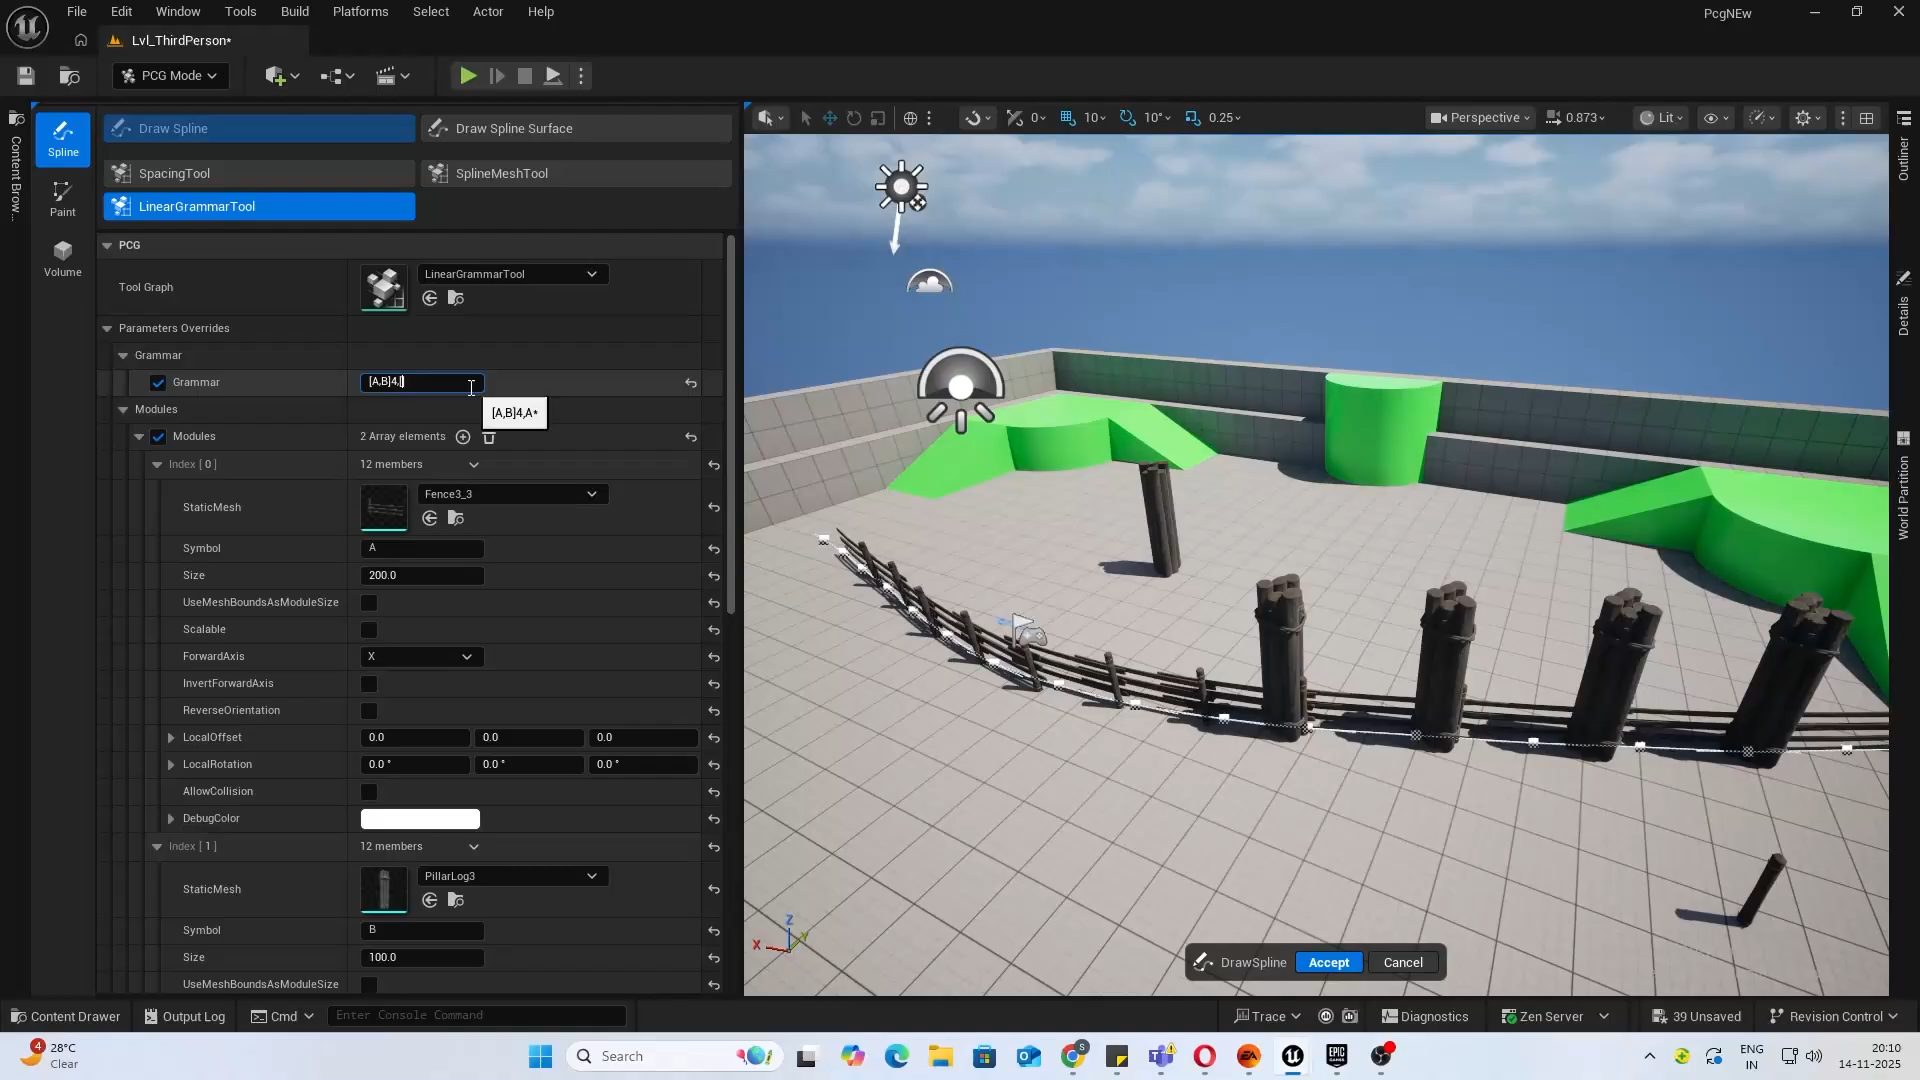 File Edit Window Tools Build Platforms Select Actor Help
PcgNEw
Lvl_ThirdPerson*
PCG Mode
Content Brow...
Spline
Paint
Volume
Draw Spline
Draw Spline Surface
SpacingTool
SplineMeshTool
LinearGrammarTool
PCG
Tool Graph
LinearGrammarTool
Parameters Overrides
Grammar
Grammar
[A,B]4,
[A,B]4,A*
Modules
Modules
2 Array elements
Index [ 0 ]
12 members
StaticMesh
Fence3_3
Symbol
A
Size
200.0
UseMeshBoundsAsModuleSize
Scalable
ForwardAxis
X
InvertForwardAxis
ReverseOrientation
LocalOffset
0.0 0.0 0.0
LocalRotation
0.0 ° 0.0 ° 0.0 °
AllowCollision
DebugColor
Index [ 1 ]
12 members
StaticMesh
PillarLog3
Symbol
B
Size
100.0
UseMeshBoundsAsModuleSize
0 10 10° 0.25
Perspective 0.873 Lit
X Z Y
DrawSpline Accept Cancel
Outliner
Details
World Partition
Content Drawer Output Log Cmd Enter Console Command
Trace Diagnostics Zen Server 39 Unsaved Revision Control
4
28°C
Clear
Search
ENG
IN
20:10
14-11-2025